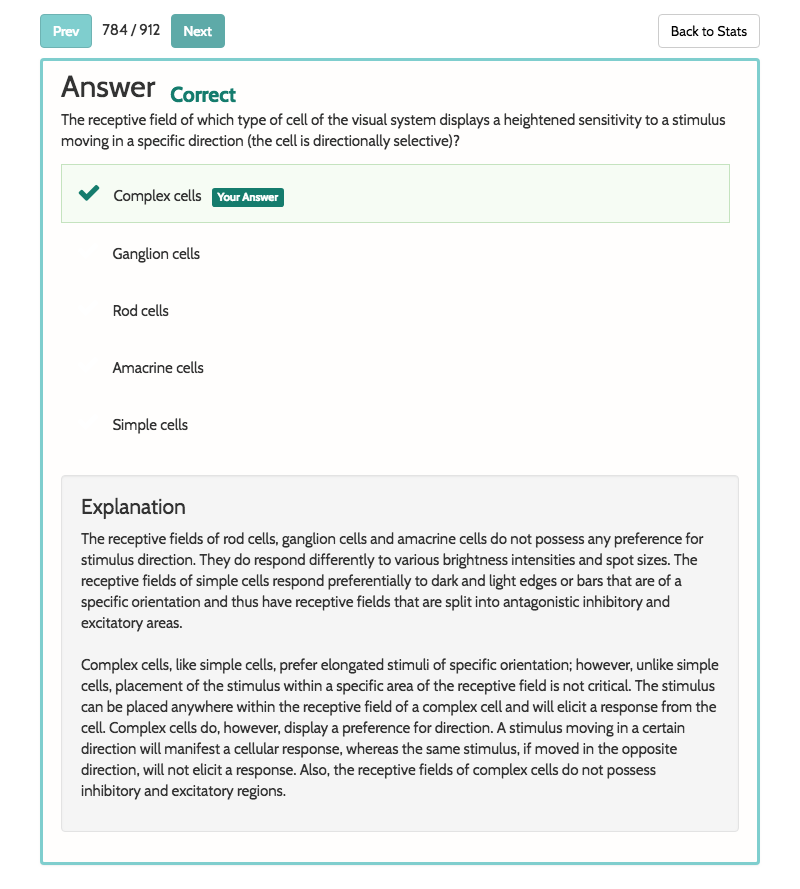 Prev 784 / 912 Next Back to Stats
Answer Correct
The receptive field of which type of cell of the visual system displays a heightened sensitivity to a stimulus
moving in a specific direction (the cell is directionally selective)?
Complex cells Your Answer
Ganglion cells
Rod cells
Amacrine cells
Simple cells
Explanation
The receptive fields of rod cells, ganglion cells and amacrine cells do not possess any preference for
stimulus direction. They do respond differently to various brightness intensities and spot sizes. The
receptive fields of simple cells respond preferentially to dark and light edges or bars that are of a
specific orientation and thus have receptive fields that are split into antagonistic inhibitory and
excitatory areas.
Complex cells, like simple cells, prefer elongated stimuli of specific orientation; however, unlike simple
cells, placement of the stimulus within a specific area of the receptive field is not critical. The stimulus
can be placed anywhere within the receptive field of a complex cell and will elicit a response from the
cell. Complex cells do, however, display a preference for direction. A stimulus moving in a certain
direction will manifest a cellular response, whereas the same stimulus, if moved in the opposite
direction, will not elicit a response. Also, the receptive fields of complex cells do not possess
inhibitory and excitatory regions.